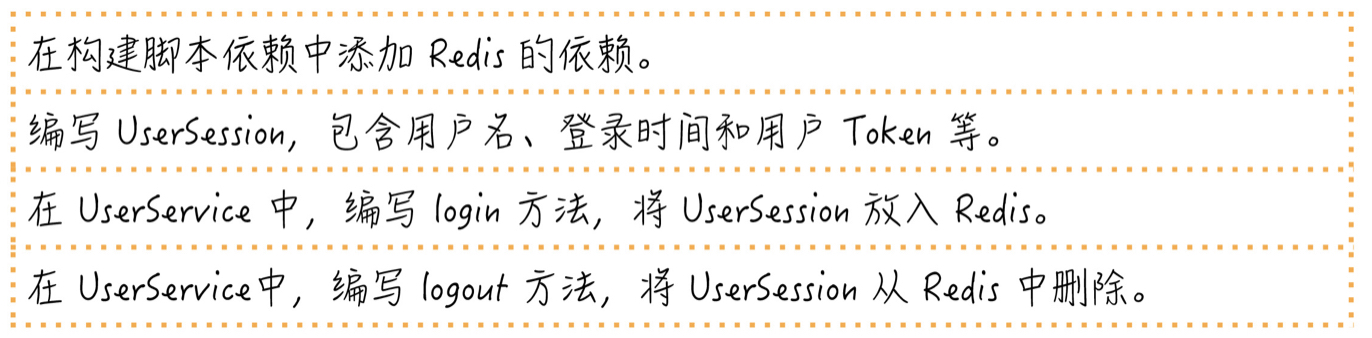 在构建脚本依赖中添加 Redis 的依赖。
编写 UserSession，包含用户名、登录时间和用户 Token 等。
在 UserService 中，编写 login 方法，将 UserSession 放入 Redis。
在 UserService中，编写 logout 方法，将 UserSession 从 Redis 中删除。